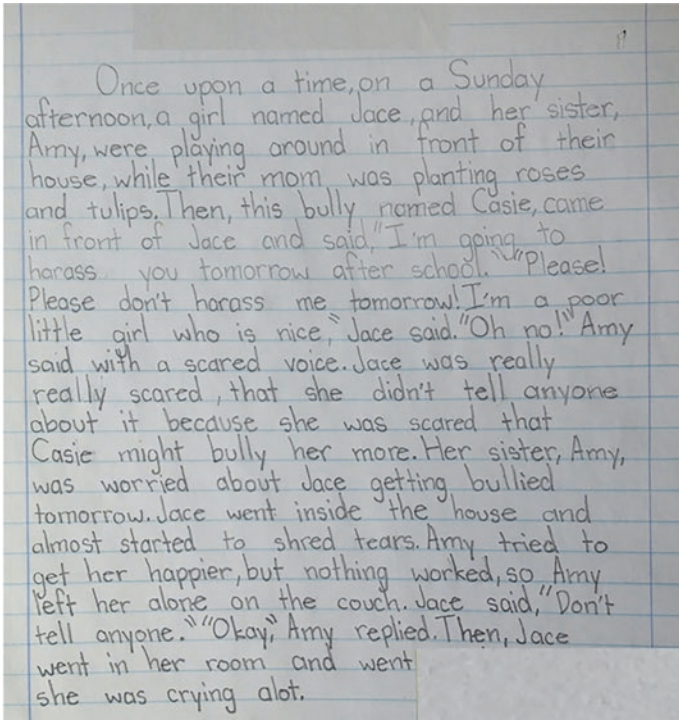 Once upon a time, on a Sunday
afternoon, a girl named Jace, and her sister,
Amy, were playing around in front of their
house, while their mom was planting roses
and tulips. Then, this bully named Casie, came
in front of Jace and said, "I'm going to
harass you tomorrow after school." "Please!
Please don't harass me tomorrow! I'm a poor
little girl who is nice," Jace said. "Oh no!" Amy
said with a scared voice. Jace was really
really scared, that she didn't tell anyone
about it because she was scared that
Casie might bully her more. Her sister, Amy,
was worried about Jace getting bullied
tomorrow. Jace went inside the house and
almost started to shred tears. Amy tried to
get her happier, but nothing worked, so Amy
left her alone on the couch. Jace said, "Don't
tell anyone." "Okay," Amy replied. Then, Jace
went in her room and went
she was crying alot.